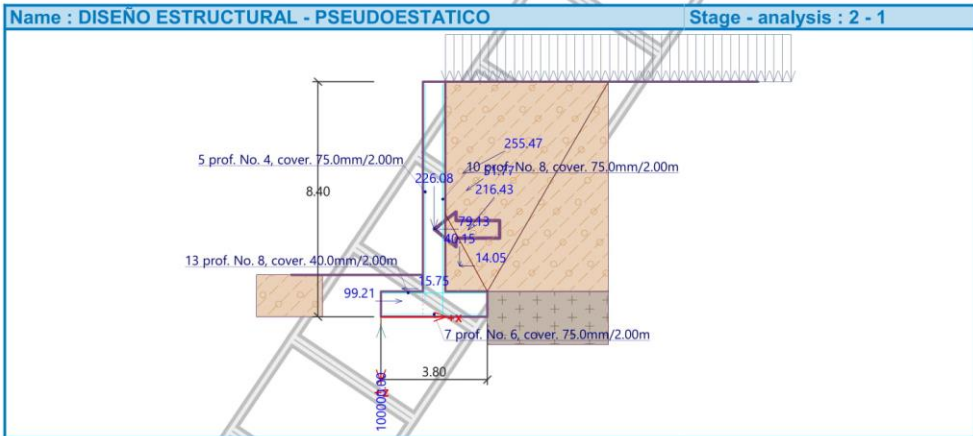 Name : DISEÑO ESTRUCTURAL - PSEUDOESTATICO Stage - analysis : 2 - 1
255.47
5 prof. No. 4, cover. 75.0mm/2.00m
10 prof. No. 8, cover. 75.0mm/2.00m
51.77
226.08
216.43
8.40
79.13
40.15
14.05
13 prof. No. 8, cover. 40.0mm/2.00m
15.75
99.21
+x
7 prof. No. 6, cover. 75.0mm/2.00m
3.80
+z